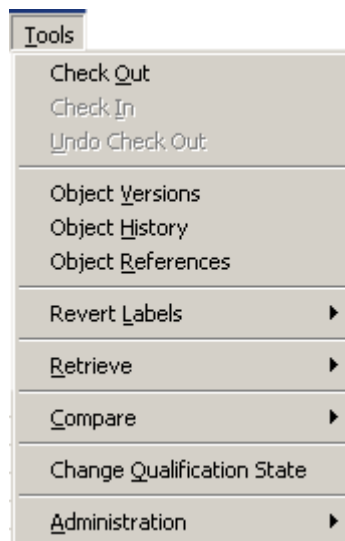 Tools
Check Out
Check In
Undo Check Out
Object Versions
Object History
Object References
Revert Labels
Retrieve
Compare
Change Qualification State
Administration